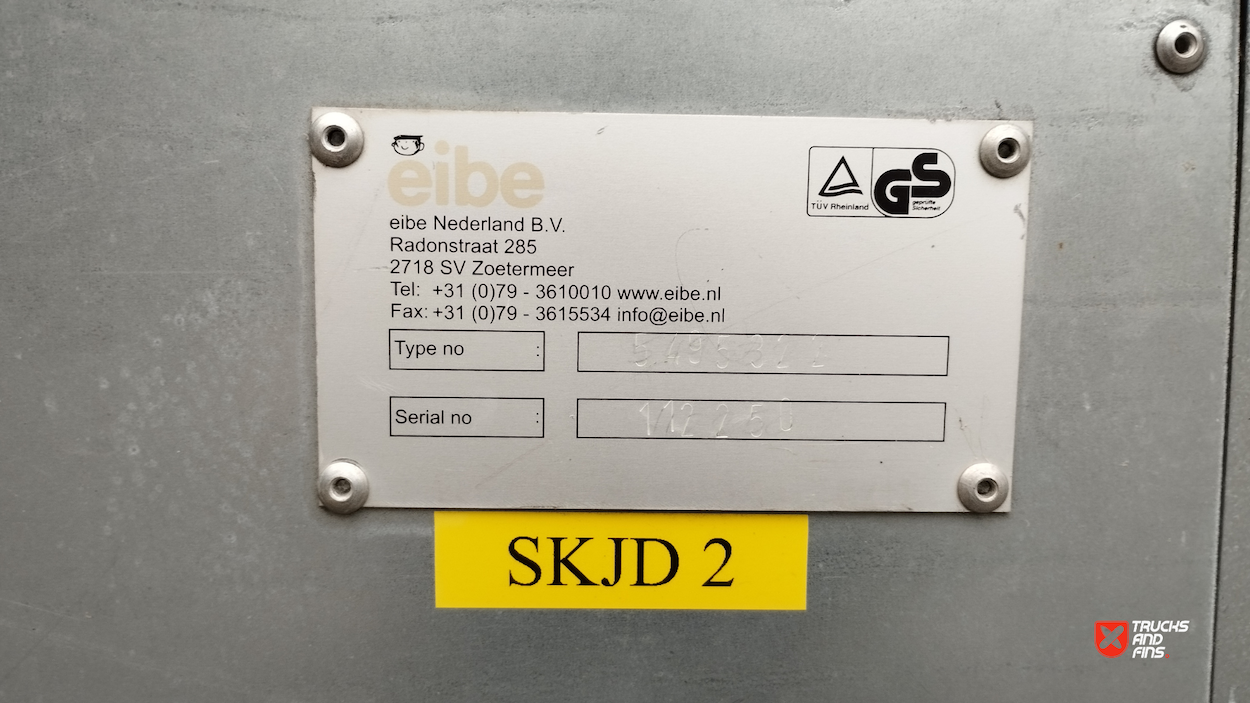 eibe
TÜV Rheinland
GS
geprüfte
Sicherheit
eibe Nederland B.V.
Radonstraat 285
2718 SV Zoetermeer
Tel: +31 (0)79 - 3610010 www.eibe.nl
Fax: +31 (0)79 - 3615534 info@eibe.nl
Type no :
Serial no :
SKJD 2
TRUCKS
AND
FINS